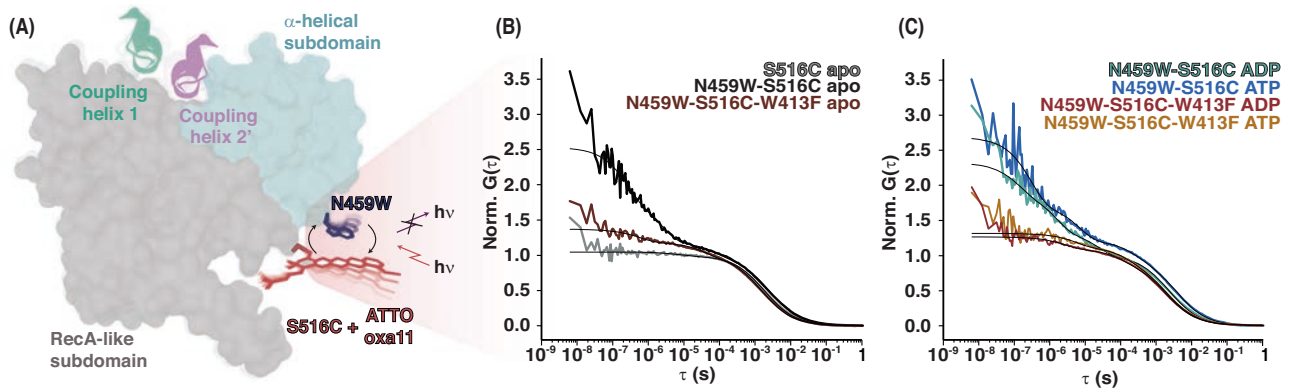 (A)
α-helical
subdomain
Coupling
helix 1
Coupling
helix 2'
N459W
hν
hν
S516C + ATTO
oxa11
RecA-like
subdomain
(B)
S516C apo
N459W-S516C apo
N459W-S516C-W413F apo
Norm. G(τ)
3.5
3.0
2.5
2.0
1.5
1.0
0.5
0.0
10⁻⁹ 10⁻⁸ 10⁻⁷ 10⁻⁶ 10⁻⁵ 10⁻⁴ 10⁻³ 10⁻² 10⁻¹ 1
τ (s)
(C)
N459W-S516C ADP
N459W-S516C ATP
N459W-S516C-W413F ADP
N459W-S516C-W413F ATP
Norm. G(τ)
3.5
3.0
2.5
2.0
1.5
1.0
0.5
0.0
10⁻⁹ 10⁻⁸ 10⁻⁷ 10⁻⁶ 10⁻⁵ 10⁻⁴ 10⁻³ 10⁻² 10⁻¹ 1
τ (s)